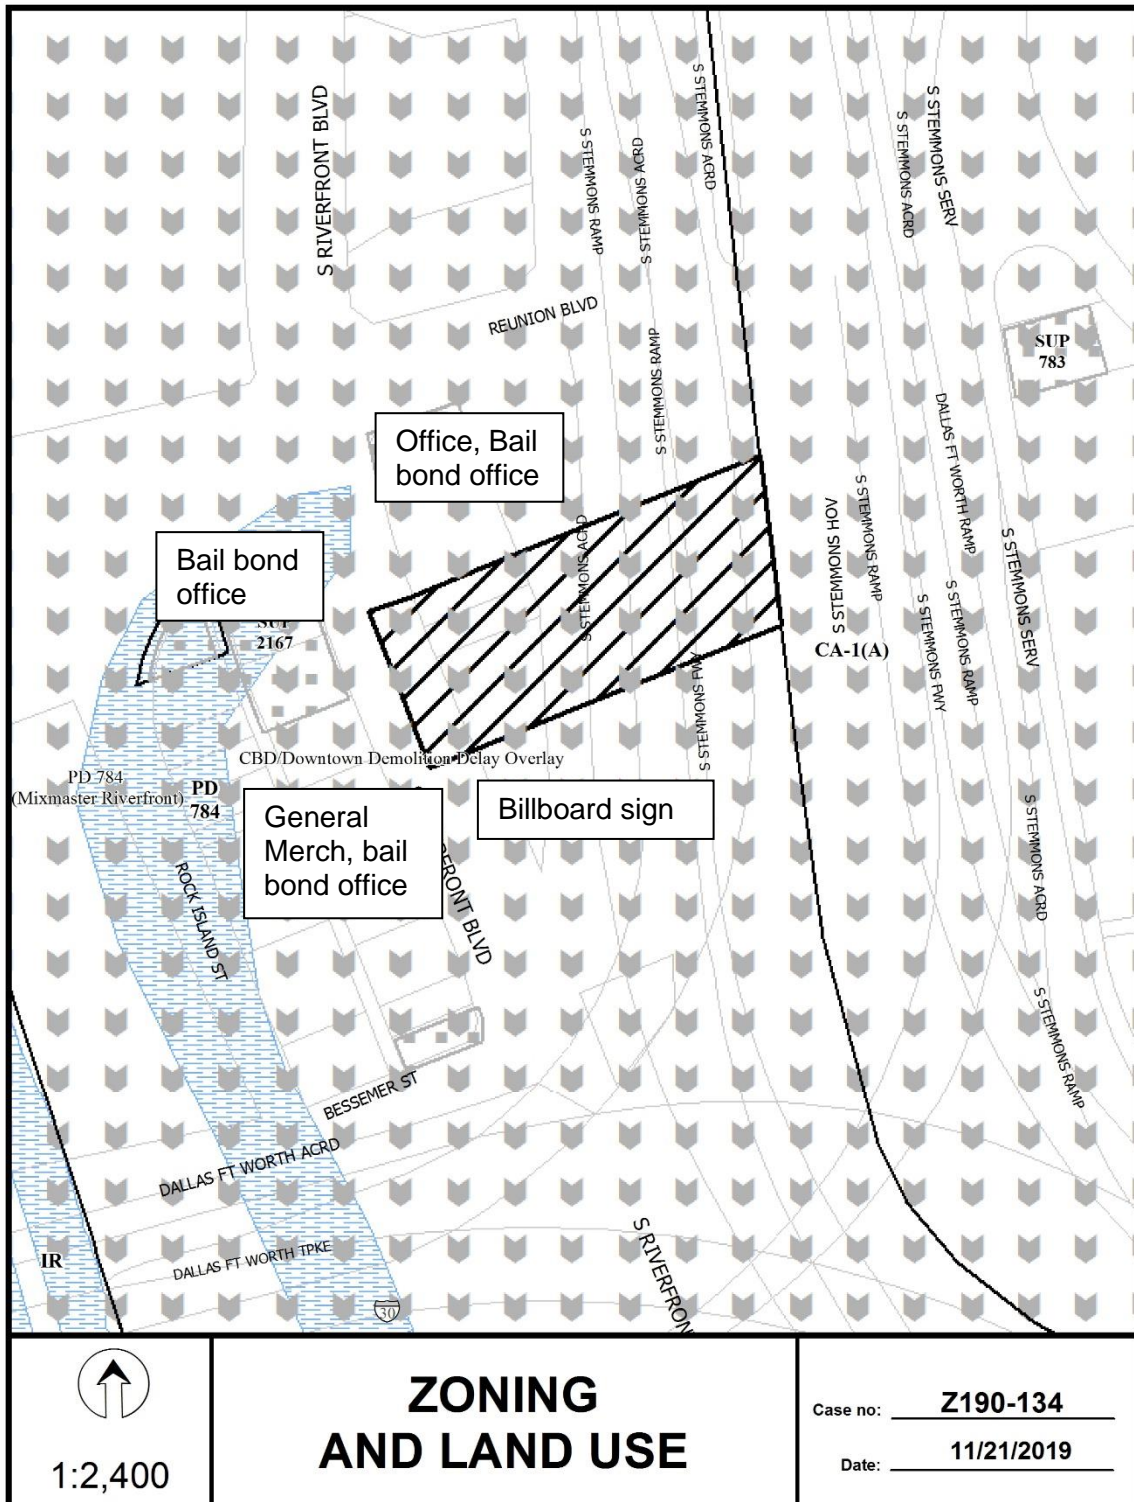 S RIVERFRONT BLVD
S STEMMONS RAMP
S STEMMONS ACRD
S STEMMONS ACRD
S STEMMONS ACRD
S STEMMONS SERV
REUNION BLVD
S STEMMONS RAMP
SUP
783
DALLAS FT WORTH RAMP
Office, Bail
bond office
S STEMMONS ACRD
S STEMMONS HOV
S STEMMONS RAMP
S STEMMONS SERV
Bail bond
office
SUP
2167
CA-1(A)
S STEMMONS FWY
S STEMMONS RAMP
S STEMMONS FWY
CBD/Downtown Demolition Delay Overlay
PD 784
(Mixmaster Riverfront)
PD
784
General
Merch, bail
bond office
Billboard sign
ERFRONT BLVD
ROCK ISLAND ST
S STEMMONS ACRD
S STEMMONS RAMP
BESSEMER ST
DALLAS FT WORTH ACRD
DALLAS FT WORTH TPKE
IR
30
S RIVERFRON
1:2,400
ZONING
AND LAND USE
Case no: Z190-134
Date: 11/21/2019